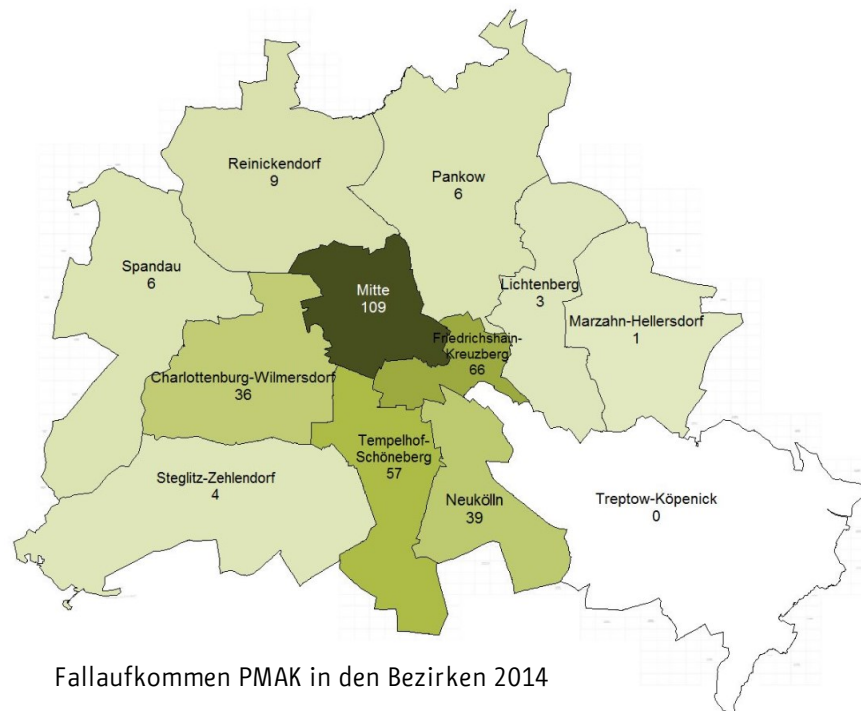 Reinickendorf
9
Pankow
6
Spandau
6
Mitte
109
Lichtenberg
3
Marzahn-Hellersdorf
1
Friedrichshain-
Kreuzberg
66
Charlottenburg-Wilmersdorf
36
Tempelhof-
Schöneberg
57
Steglitz-Zehlendorf
4
Neukölln
39
Treptow-Köpenick
0
Fallaufkommen PMAK in den Bezirken 2014